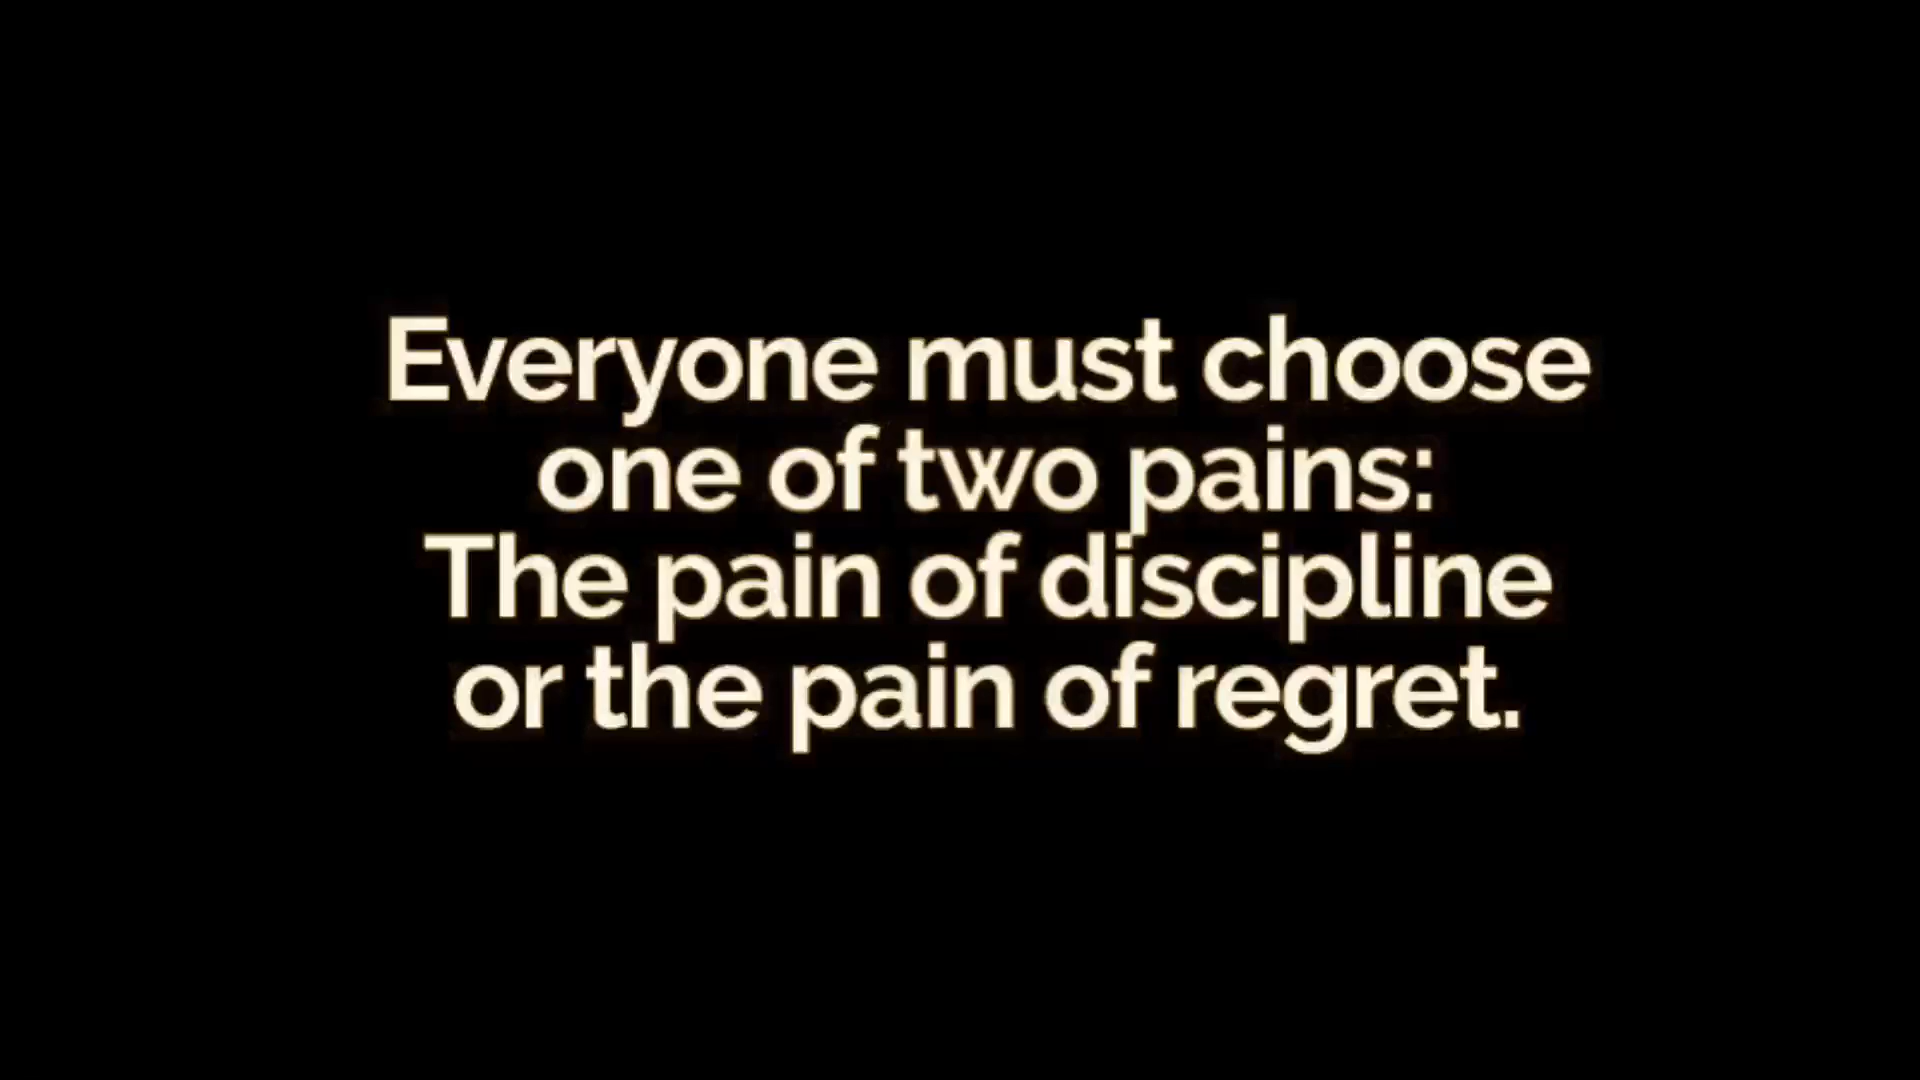 Everyone must choose
one of two pains:
The pain of discipline
or the pain of regret.